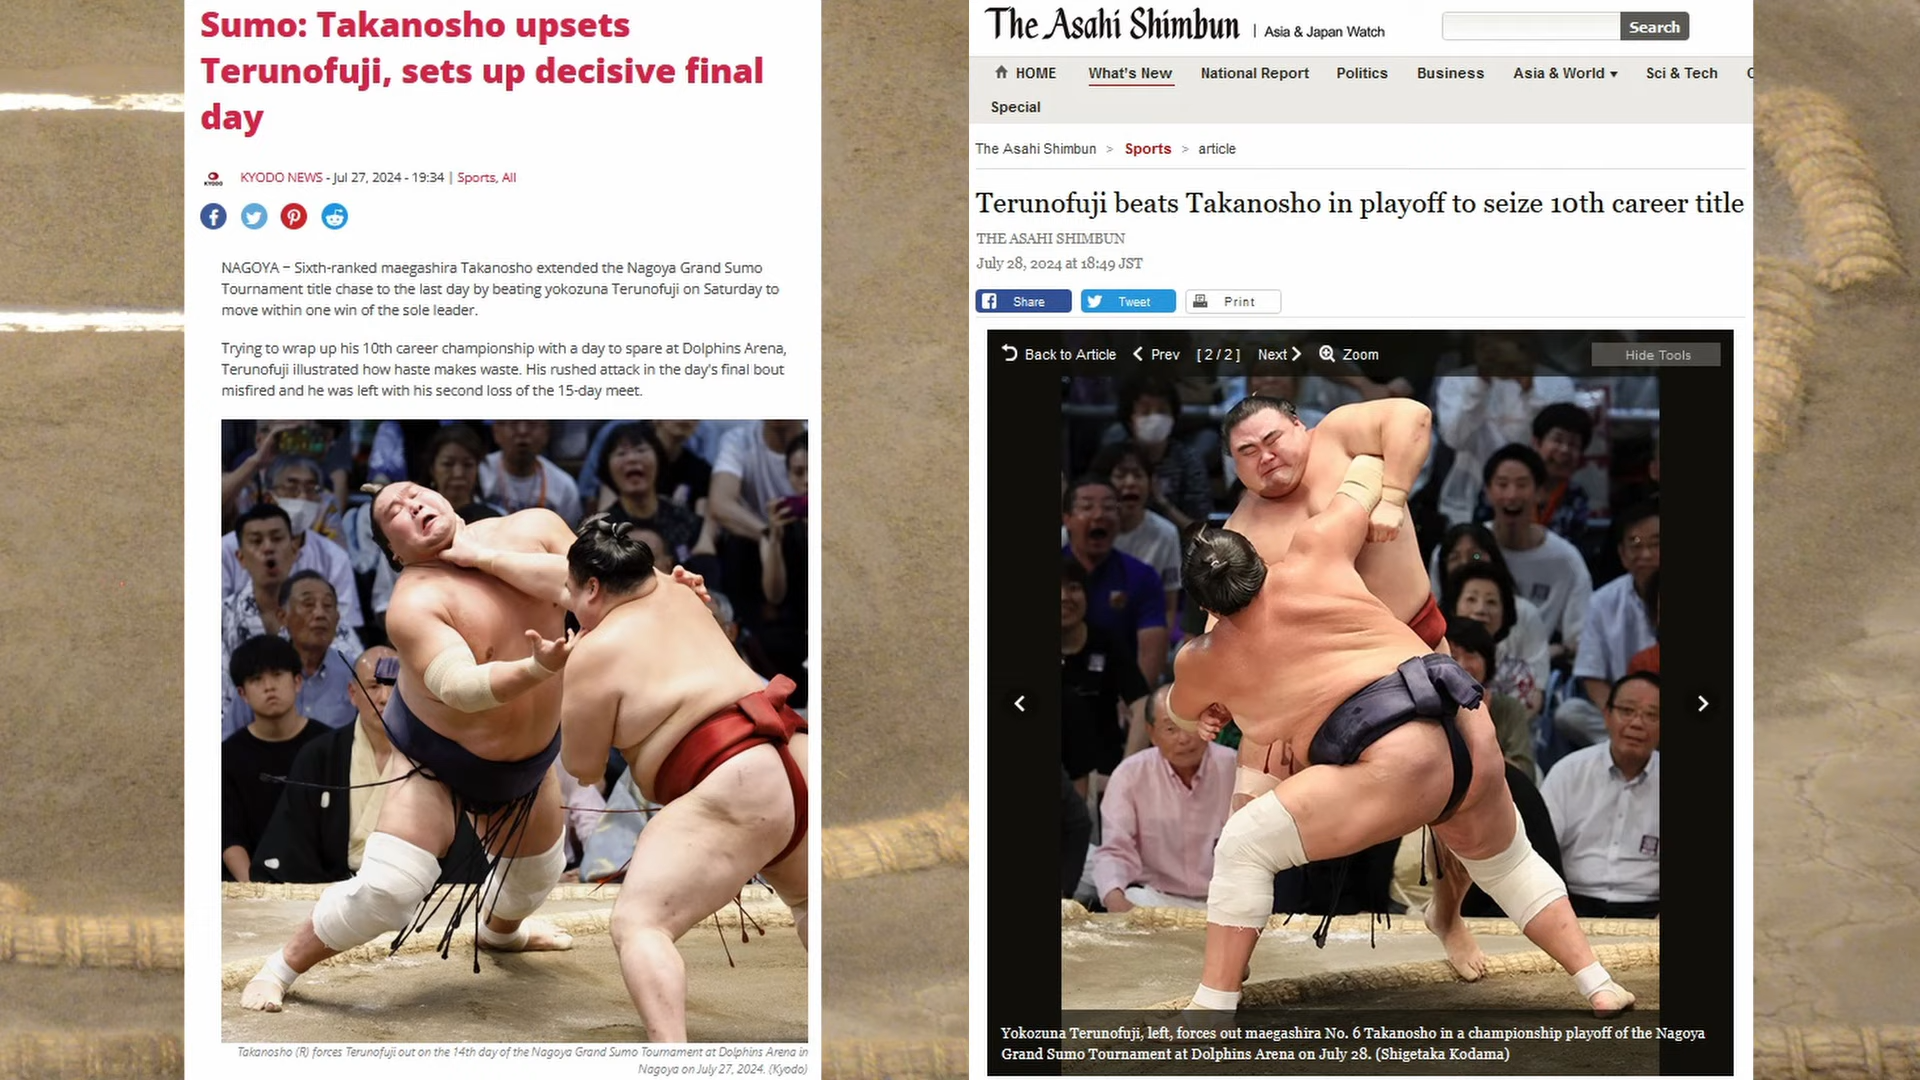 Sumo: Takanosho upsets
Terunofuji, sets up decisive final
day
KYODO
KYODO NEWS - Jul 27, 2024 - 19:34 | Sports, All
NAGOYA – Sixth-ranked maegashira Takanosho extended the Nagoya Grand Sumo
Tournament title chase to the last day by beating yokozuna Terunofuji on Saturday to
move within one win of the sole leader.
Trying to wrap up his 10th career championship with a day to spare at Dolphins Arena,
Terunofuji illustrated how haste makes waste. His rushed attack in the day's final bout
misfired and he was left with his second loss of the 15-day meet.
Takanosho (R) forces Terunofuji out on the 14th day of the Nagoya Grand Sumo Tournament at Dolphins Arena in
Nagoya on July 27, 2024. (Kyodo)
The Asahi Shimbun | Asia & Japan Watch
Search
HOME What's New National Report Politics Business Asia & World ▾ Sci & Tech
Special
The Asahi Shimbun > Sports > article
Terunofuji beats Takanosho in playoff to seize 10th career title
THE ASAHI SHIMBUN
July 28, 2024 at 18:49 JST
Share Tweet Print
Back to Article Prev [ 2 / 2 ] Next Zoom Hide Tools
Yokozuna Terunofuji, left, forces out maegashira No. 6 Takanosho in a championship playoff of the Nagoya
Grand Sumo Tournament at Dolphins Arena on July 28. (Shigetaka Kodama)